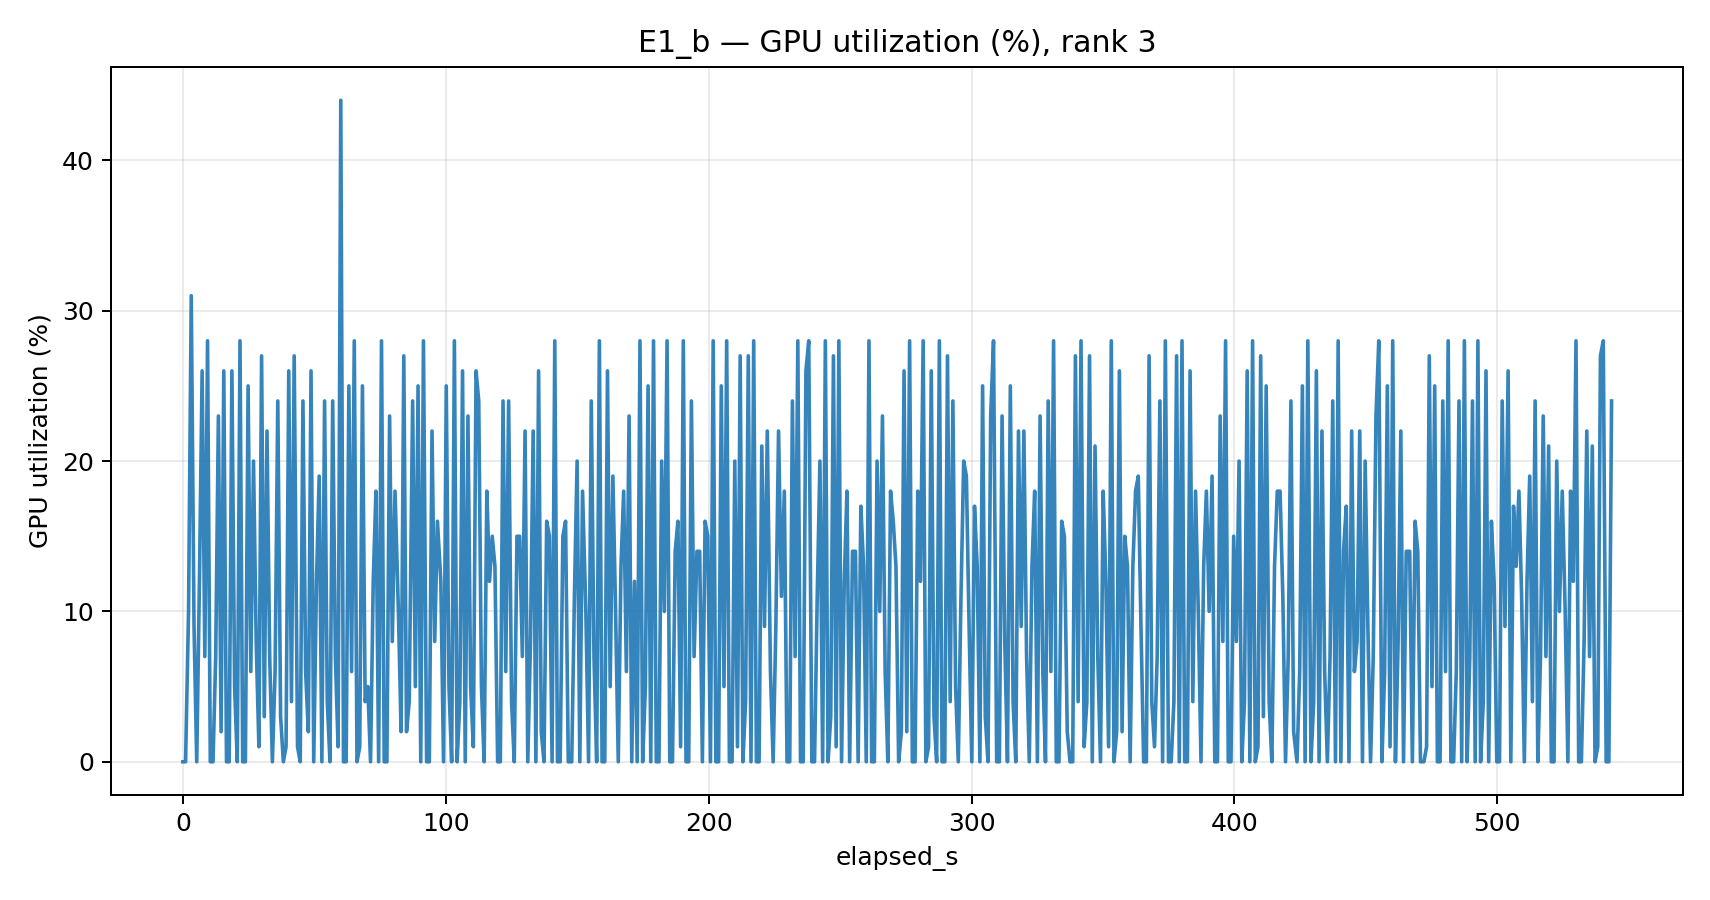 E1_b — GPU utilization (%), rank 3
GPU utilization (%)
40
30
20
10
0
0 100 200 300 400 500
elapsed_s